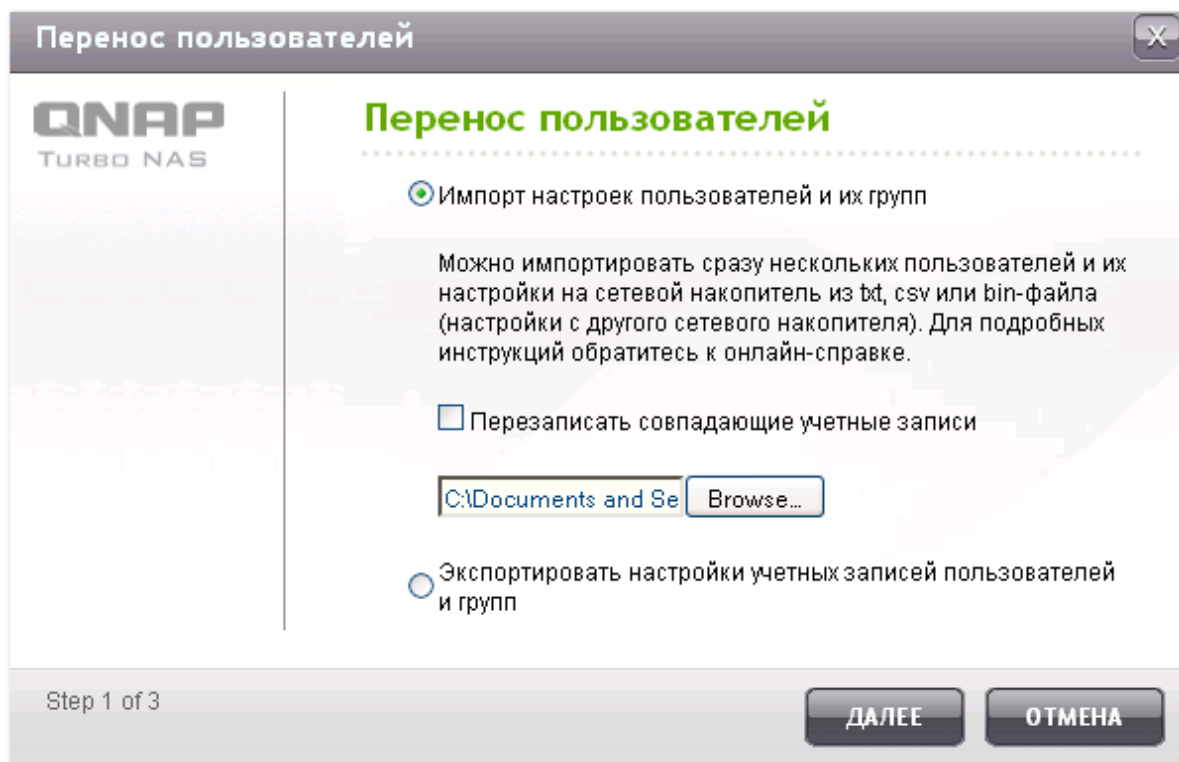 Перенос пользователей
X
QNAP
TURBO NAS
Перенос пользователей
Импорт настроек пользователей и их групп
Можно импортировать сразу нескольких пользователей и их
настройки на сетевой накопитель из txt, csv или bin-файла
(настройки с другого сетевого накопителя). Для подробных
инструкций обратитесь к онлайн-справке.
Перезаписать совпадающие учетные записи
C:\Documents and Se Browse...
Экспортировать настройки учетных записей пользователей
и групп
Step 1 of 3
ДАЛЕЕ ОТМЕНА